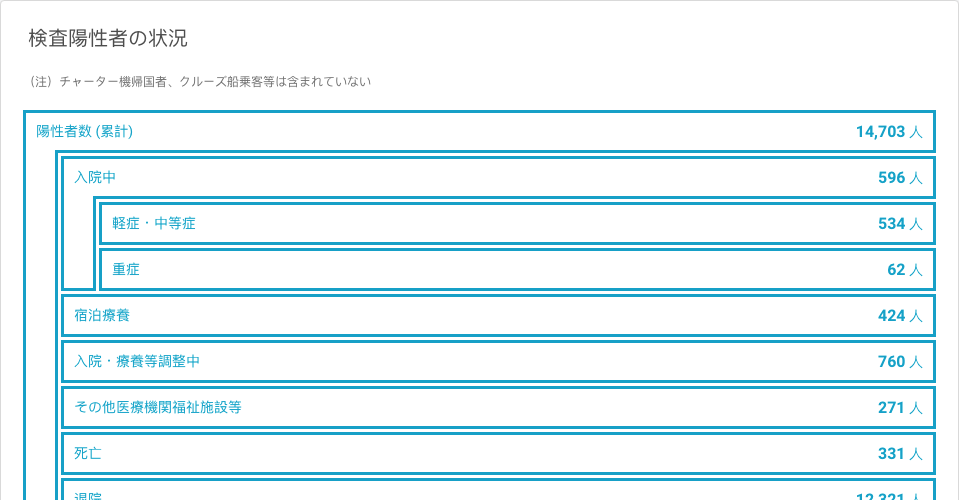 検査陽性者の状況
（注）チャーター機帰国者、クルーズ船乗客等は含まれていない
陽性者数 (累計) 14,703 人
入院中 596 人
軽症・中等症 534 人
重症 62 人
宿泊療養 424 人
入院・療養等調整中 760 人
その他医療機関福祉施設等 271 人
死亡 331 人
退院 12,321 人